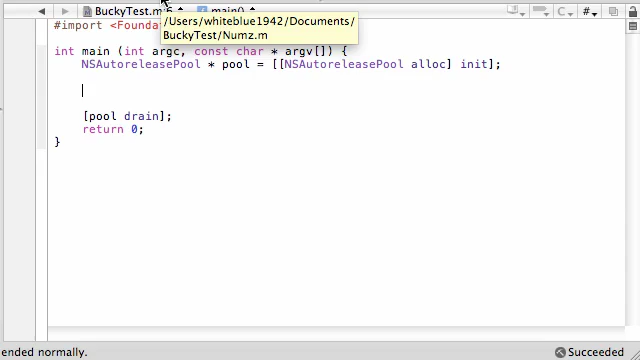 BuckyTest.m:6 main()
#import <Founda
/Users/whiteblue1942/Documents/
BuckyTest/Numz.m
int main (int argc, const char * argv[]) {
NSAutoreleasePool * pool = [[NSAutoreleasePool alloc] init];
[pool drain];
return 0;
}
ended normally.
Succeeded